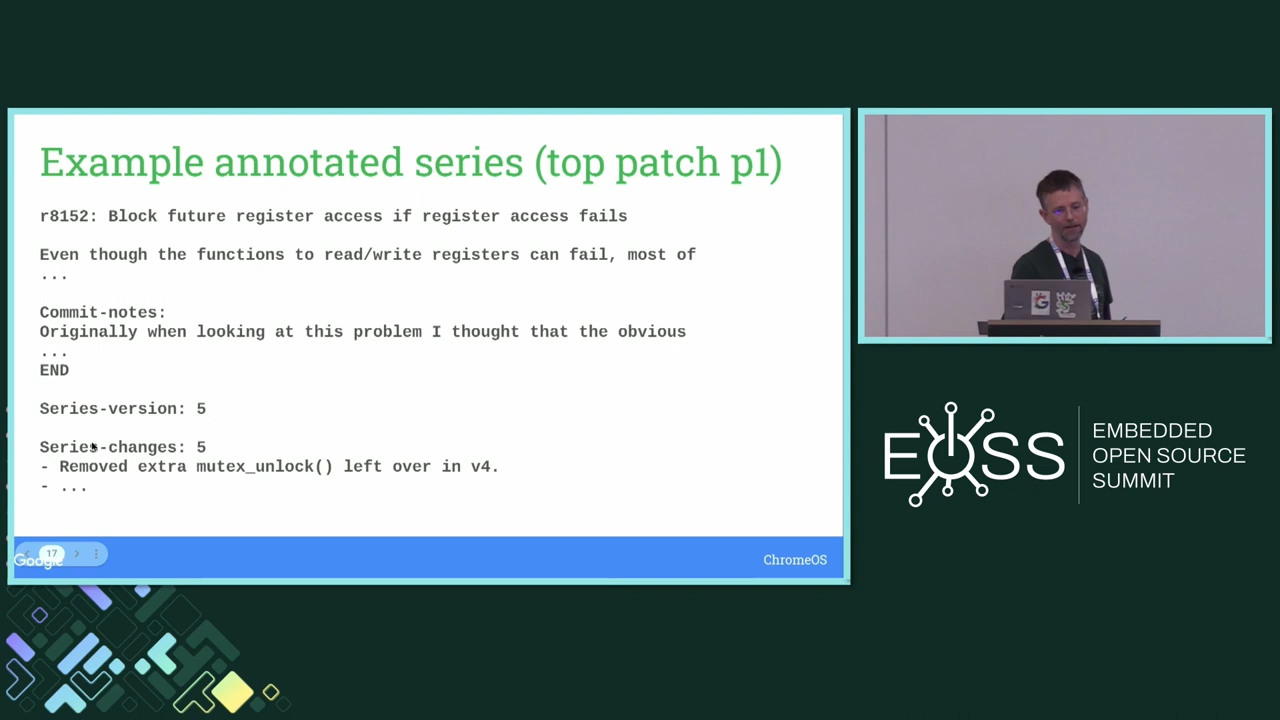 Example annotated series (top patch p1)
r8152: Block future register access if register access fails
Even though the functions to read/write registers can fail, most of
...
Commit-notes:
Originally when looking at this problem I thought that the obvious
...
END
Series-version: 5
Series-changes: 5
- Removed extra mutex_unlock() left over in v4.
- ...
17
Google
ChromeOS
EOSS
EMBEDDED
OPEN SOURCE
SUMMIT